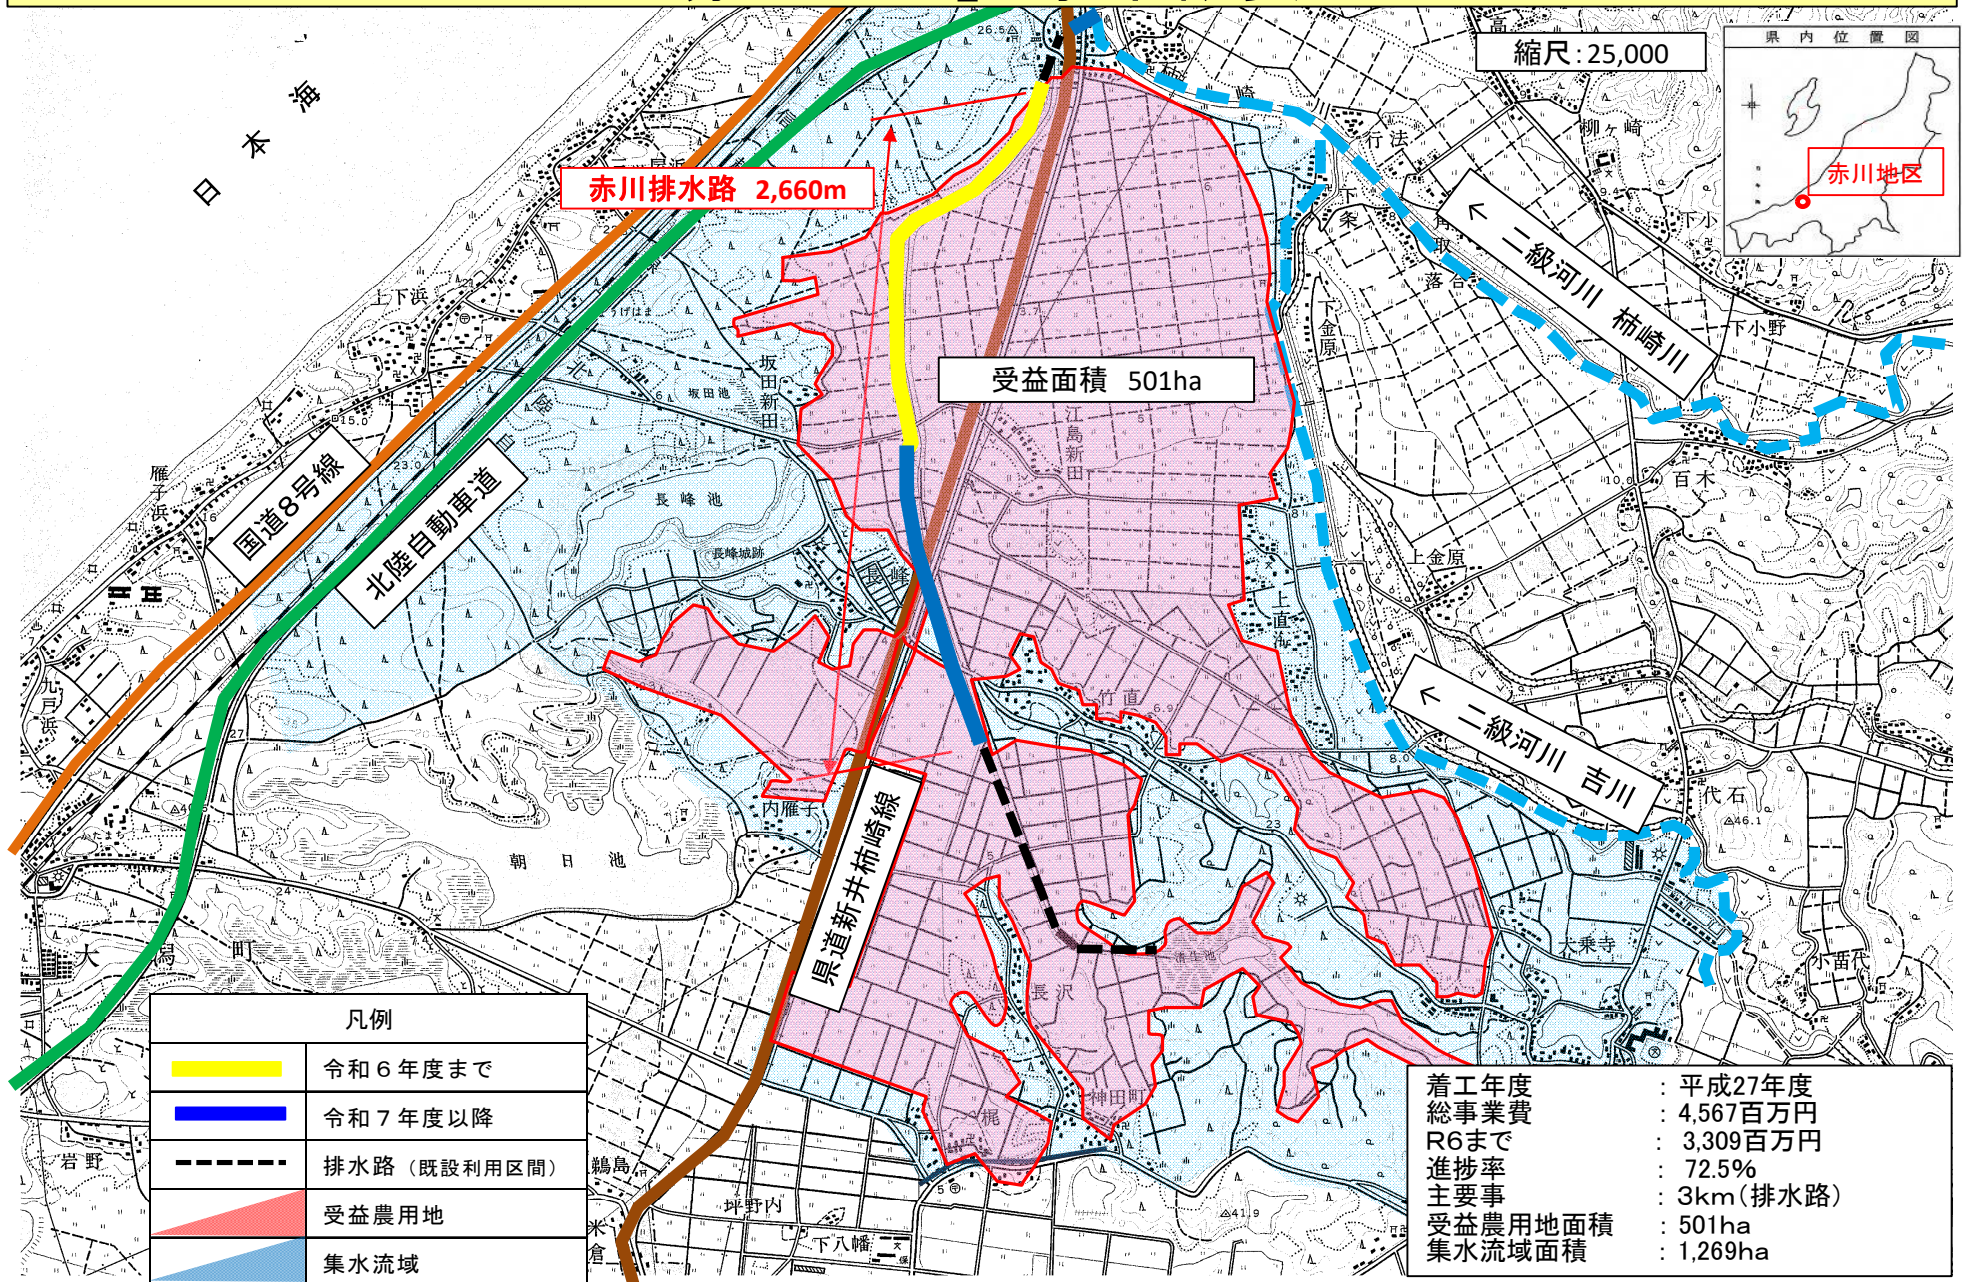 縮尺：25,000
県内位置図
赤川地区
日本海
赤川排水路 2,660m
受益面積 501ha
←二級河川 柿崎川
←二級河川 吉川
国道8号線
北陸自動車道
県道新井柿崎線
行法
柳ヶ崎
下条
落合
下小野
下金原
百木
上金原
上直海
竹直
代石
大乗寺
小苗代
江島新田
坂田新田
坂田池
長峰池
長峰城跡
長峰
上下浜
雁子浜
九戸浜
内雁子
朝日池
大潟町
長沢
神田町
梶
岩野
鵜島
米倉
坪野内
下八幡
凡例
令和６年度まで
令和７年度以降
排水路（既設利用区間）
受益農用地
集水流域
着工年度 ：平成27年度
総事業費 ：4,567百万円
R6まで ：3,309百万円
進捗率 ：72.5％
主要事 ：3km（排水路）
受益農用地面積 ：501ha
集水流域面積 ：1,269ha